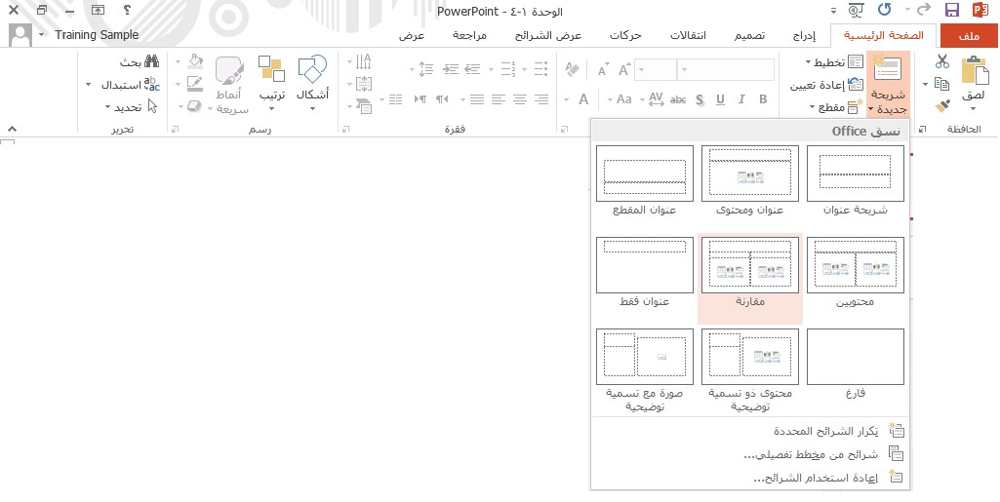 الوحدة ١-٤ - PowerPoint
?
Training Sample
ملف
الصفحة الرئيسية
إدراج
تصميم
انتقالات
حركات
عرض الشرائح
مراجعة
عرض
لصق
الحافظة
شريحة
جديدة
تخطيط
إعادة تعيين
مقطع
B I U S abc AV Aa A
A A
فقرة
أشكال
ترتيب
أنماط
سريعة
رسم
بحث
استبدال
تحديد
تحرير
نسق Office
شريحة عنوان
عنوان ومحتوى
عنوان المقطع
محتويين
مقارنة
عنوان فقط
فارغ
محتوى ذو تسمية
توضيحية
صورة مع تسمية
توضيحية
تكرار الشرائح المحددة
شرائح من مخطط تفصيلي...
إعادة استخدام الشرائح...